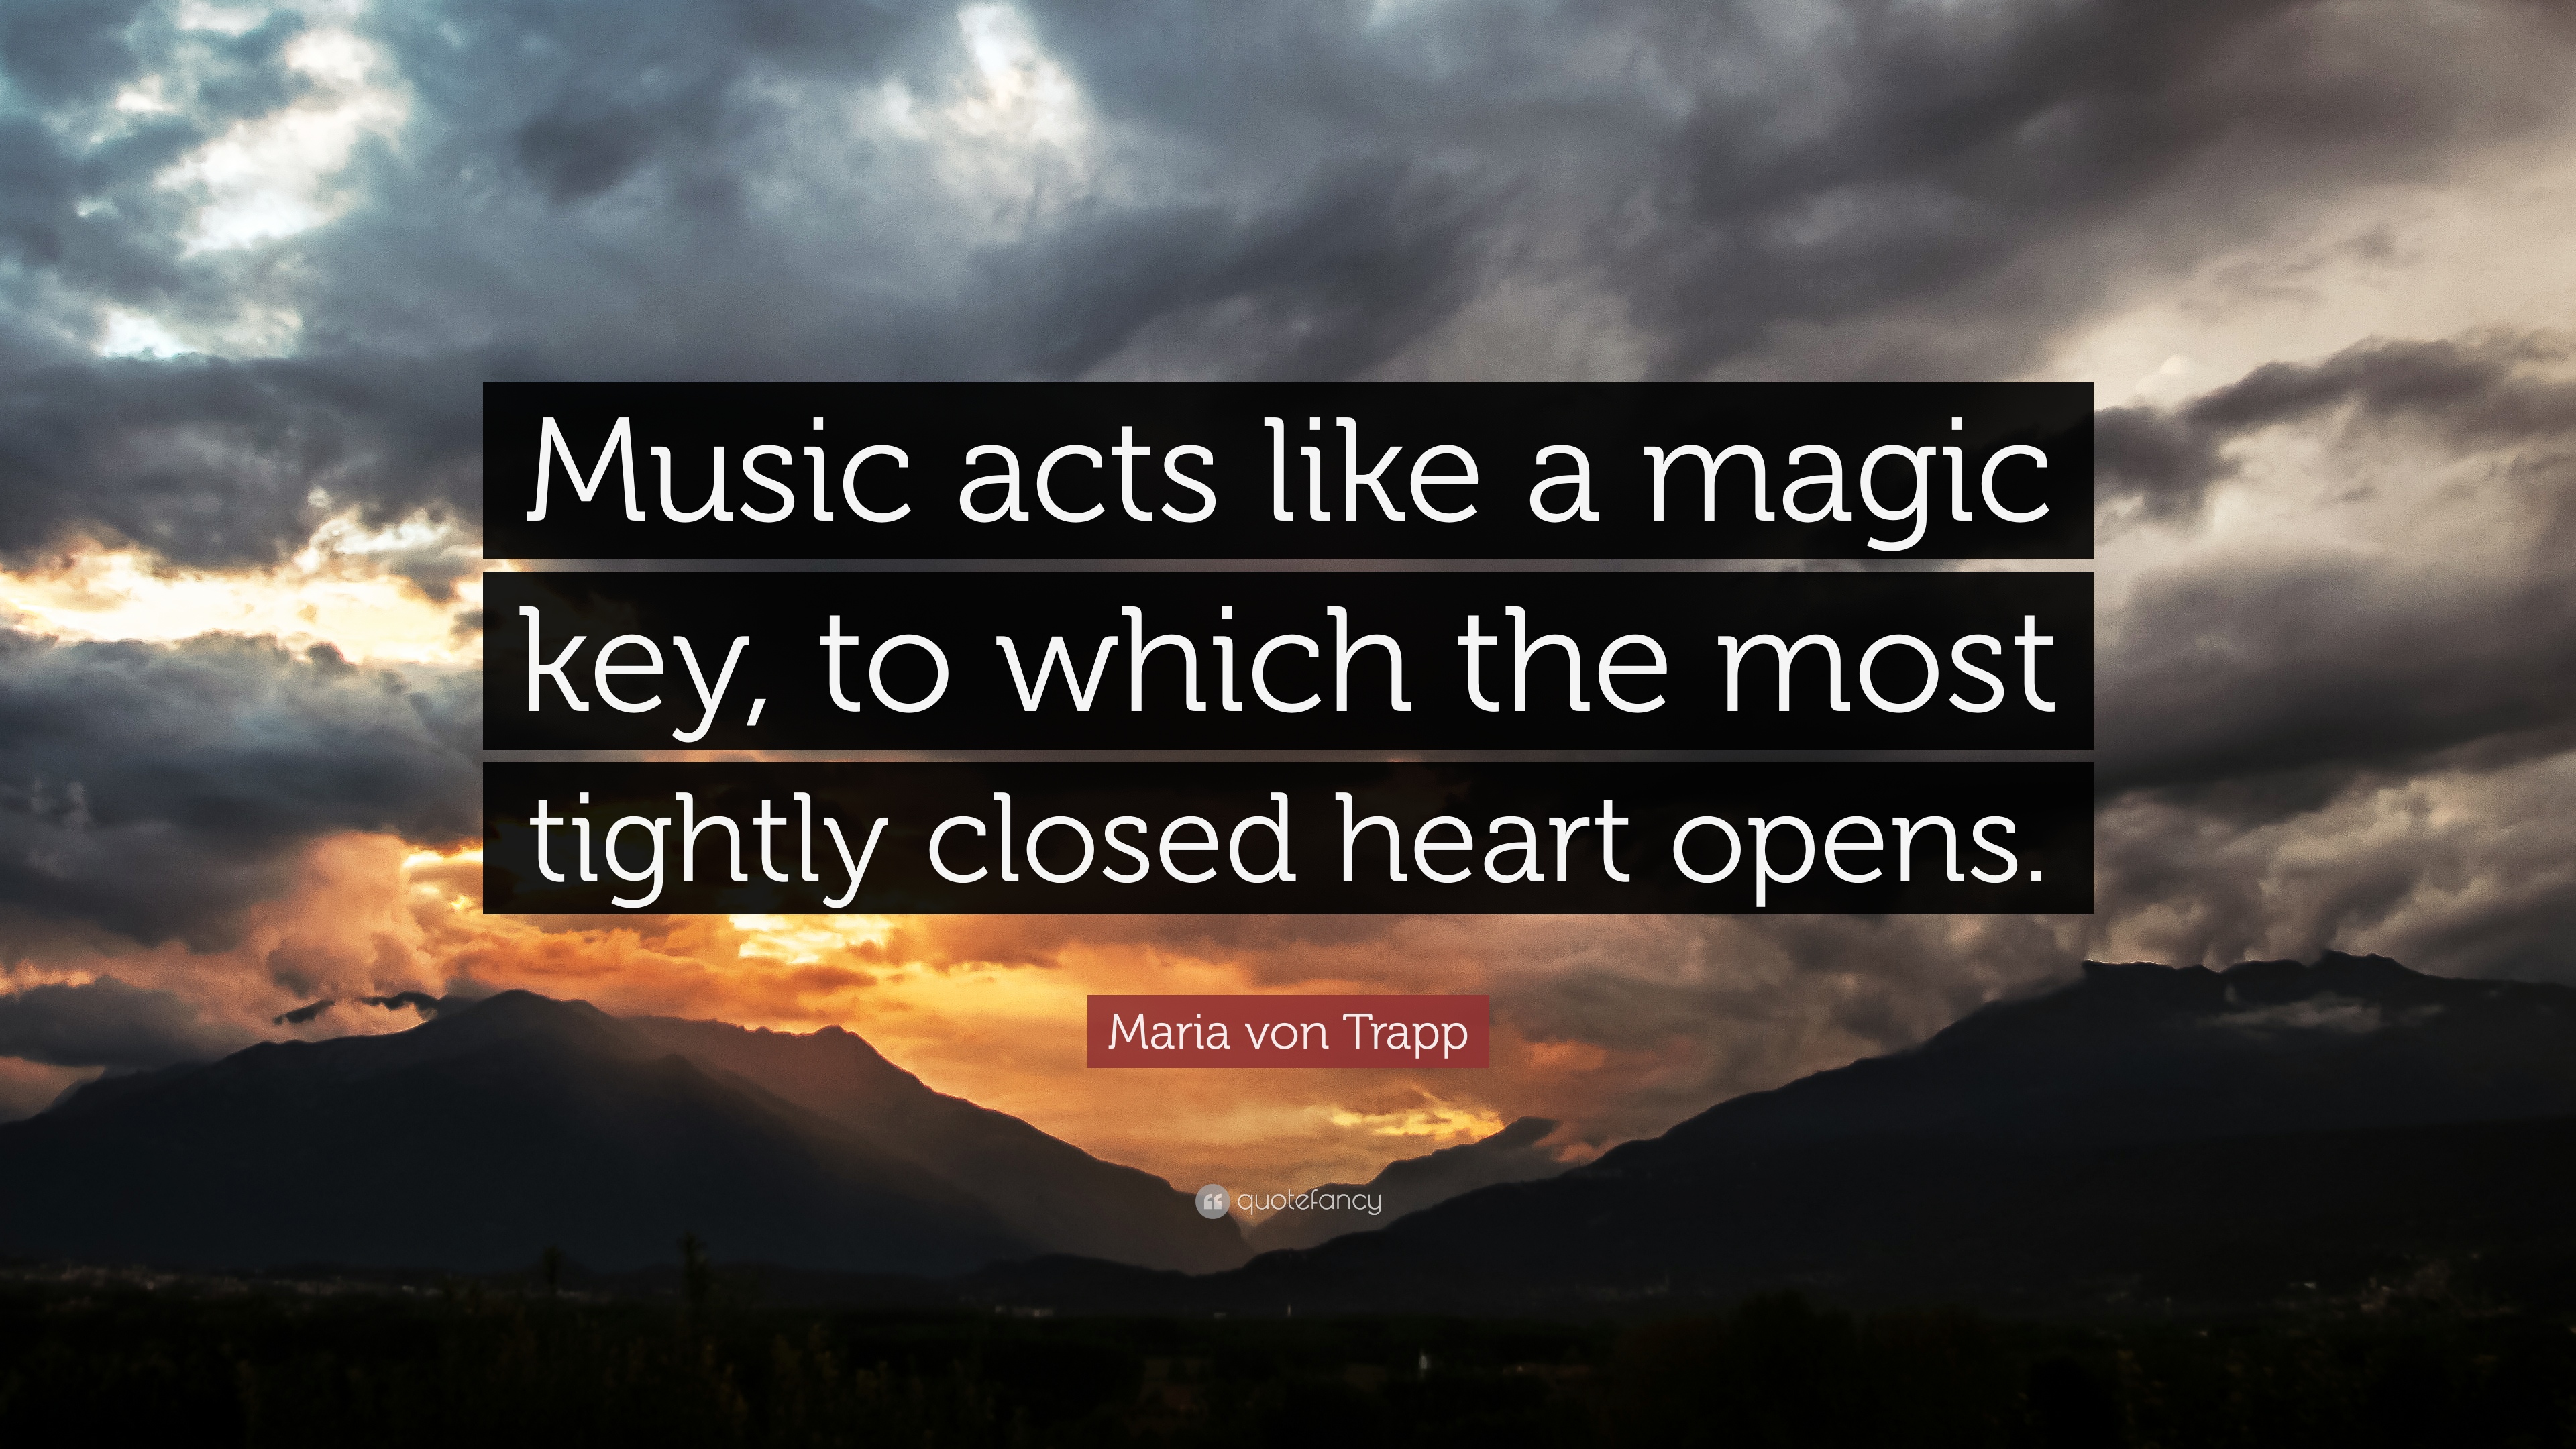 Music acts like a magic
key, to which the most
tightly closed heart opens.
Maria von Trapp
quotefancy